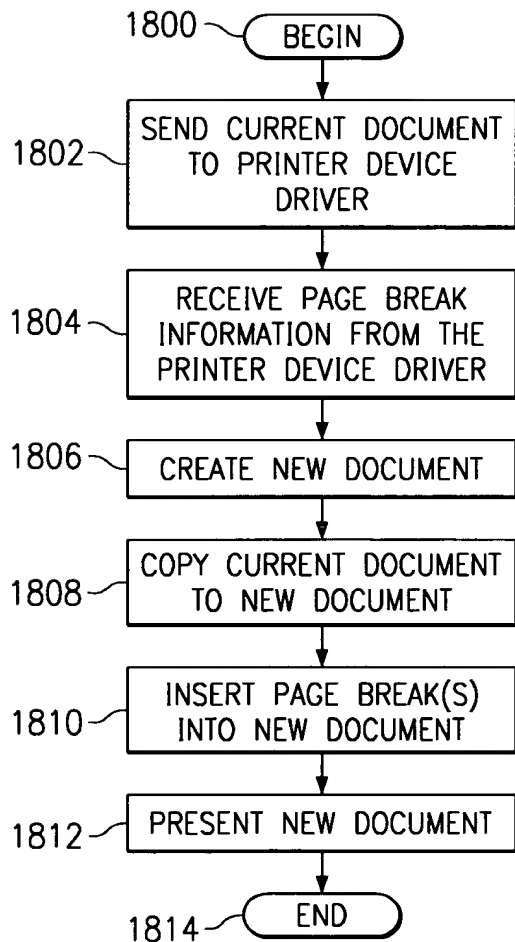 1800
BEGIN
1802
SEND CURRENT DOCUMENT
TO PRINTER DEVICE
DRIVER
1804
RECEIVE PAGE BREAK
INFORMATION FROM THE
PRINTER DEVICE DRIVER
1806
CREATE NEW DOCUMENT
1808
COPY CURRENT DOCUMENT
TO NEW DOCUMENT
1810
INSERT PAGE BREAK(S)
INTO NEW DOCUMENT
1812
PRESENT NEW DOCUMENT
1814
END